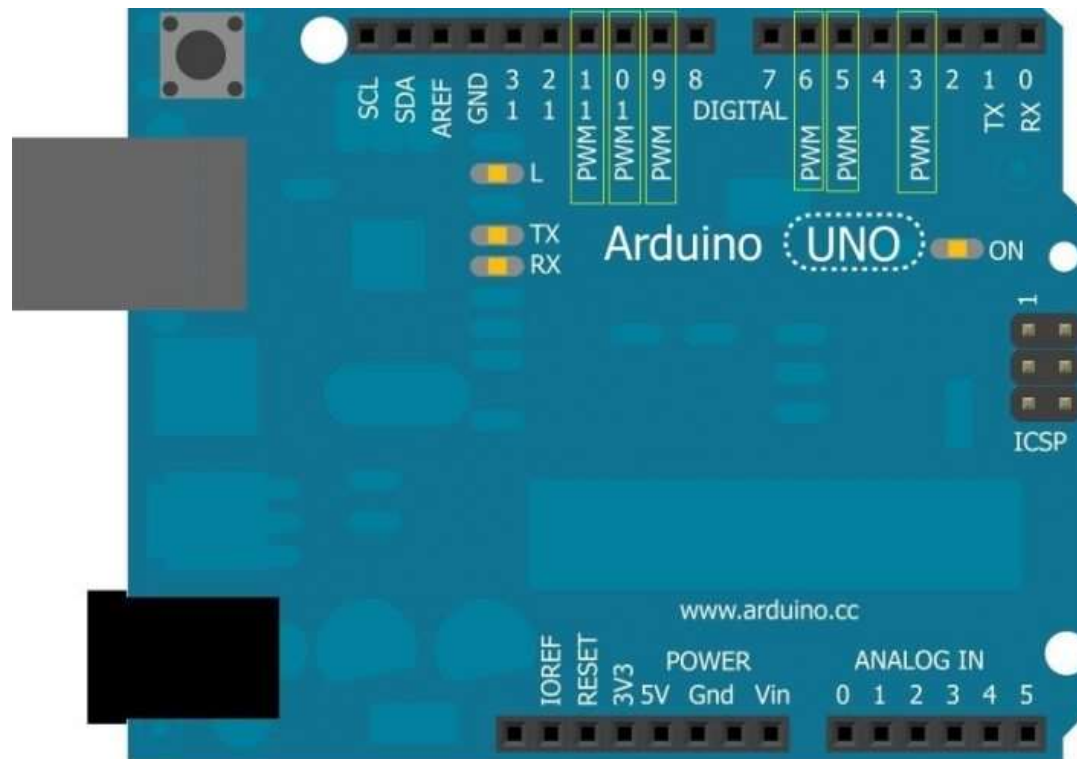 SCL SDA AREF GND 13 12 11 10 9 8 7 6 5 4 3 2 1 0
DIGITAL
PWM PWM PWM PWM PWM PWM TX RX
L
TX
RX
Arduino UNO ON
1
ICSP
www.arduino.cc
POWER ANALOG IN
IOREF RESET 3V3 5V Gnd Vin 0 1 2 3 4 5